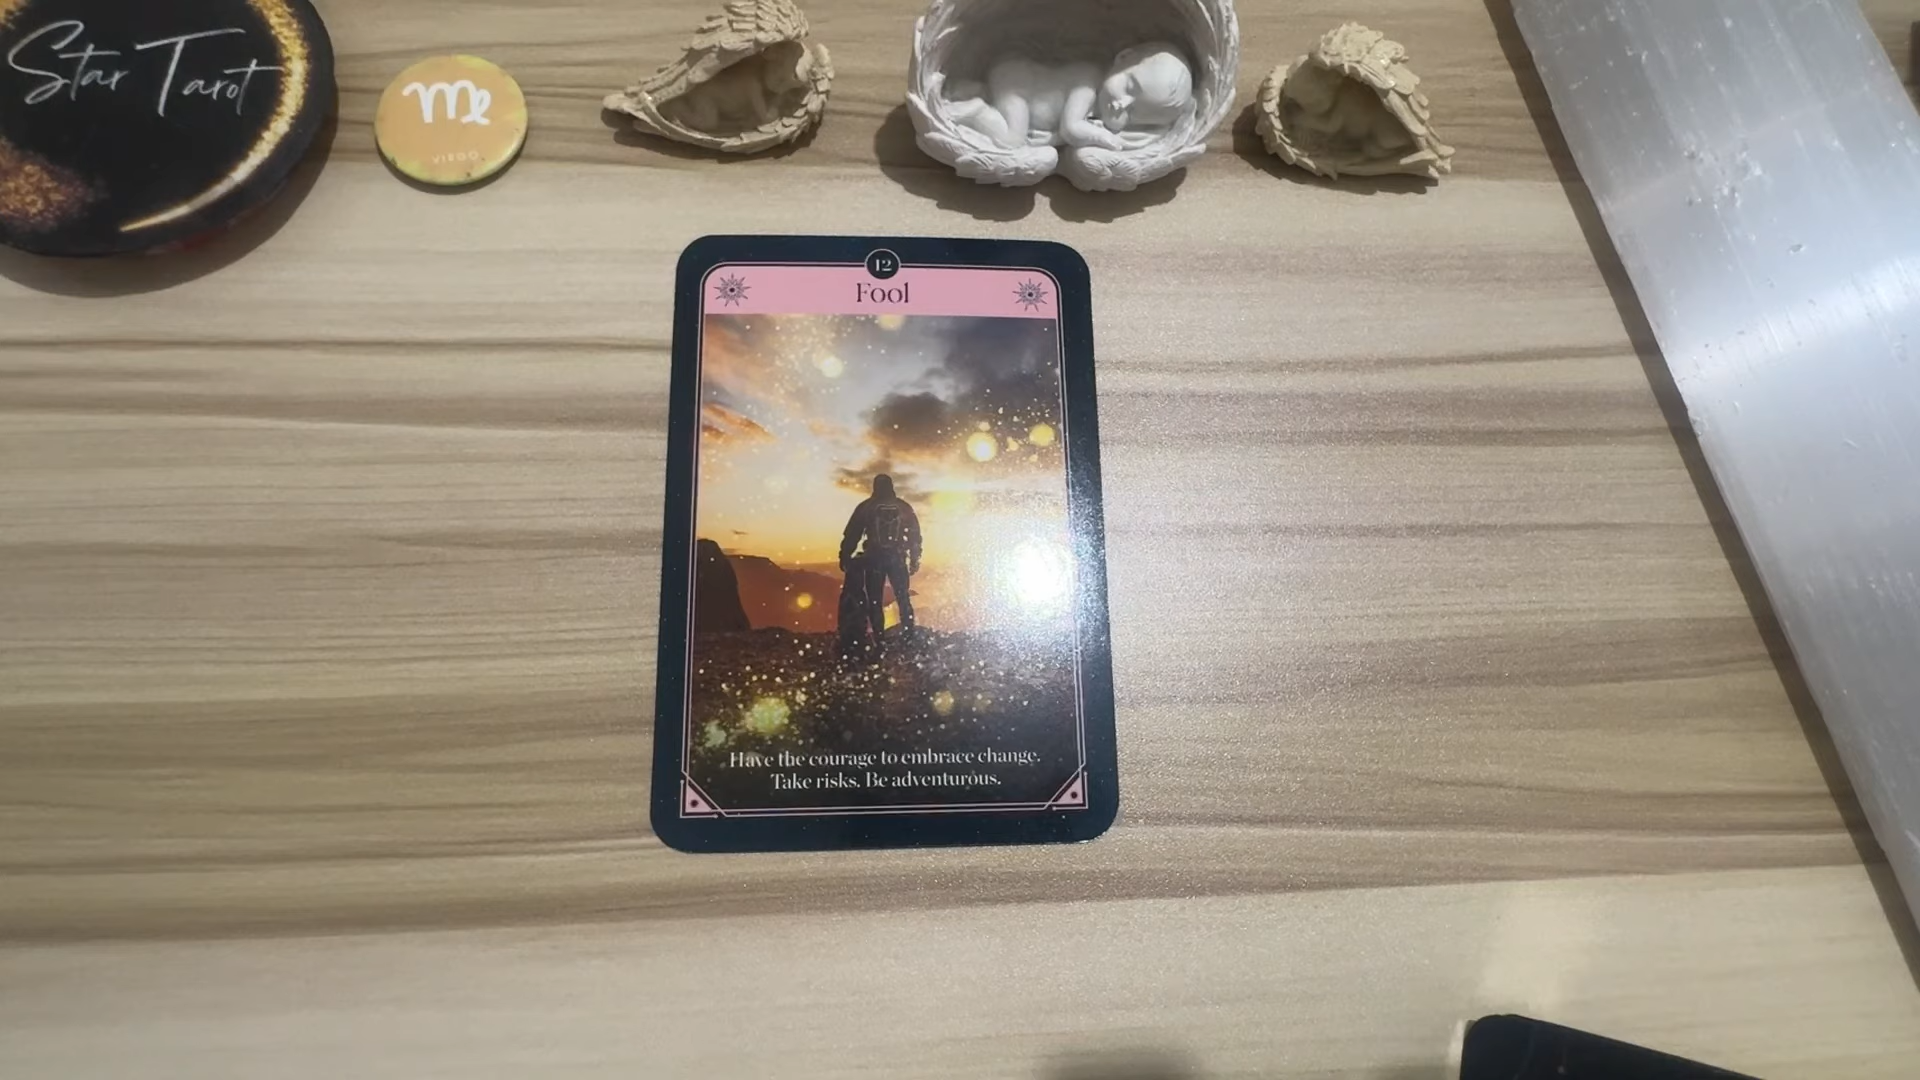 Star Tarot
VIRGO
12
Fool
Have the courage to embrace change.
Take risks. Be adventurous.